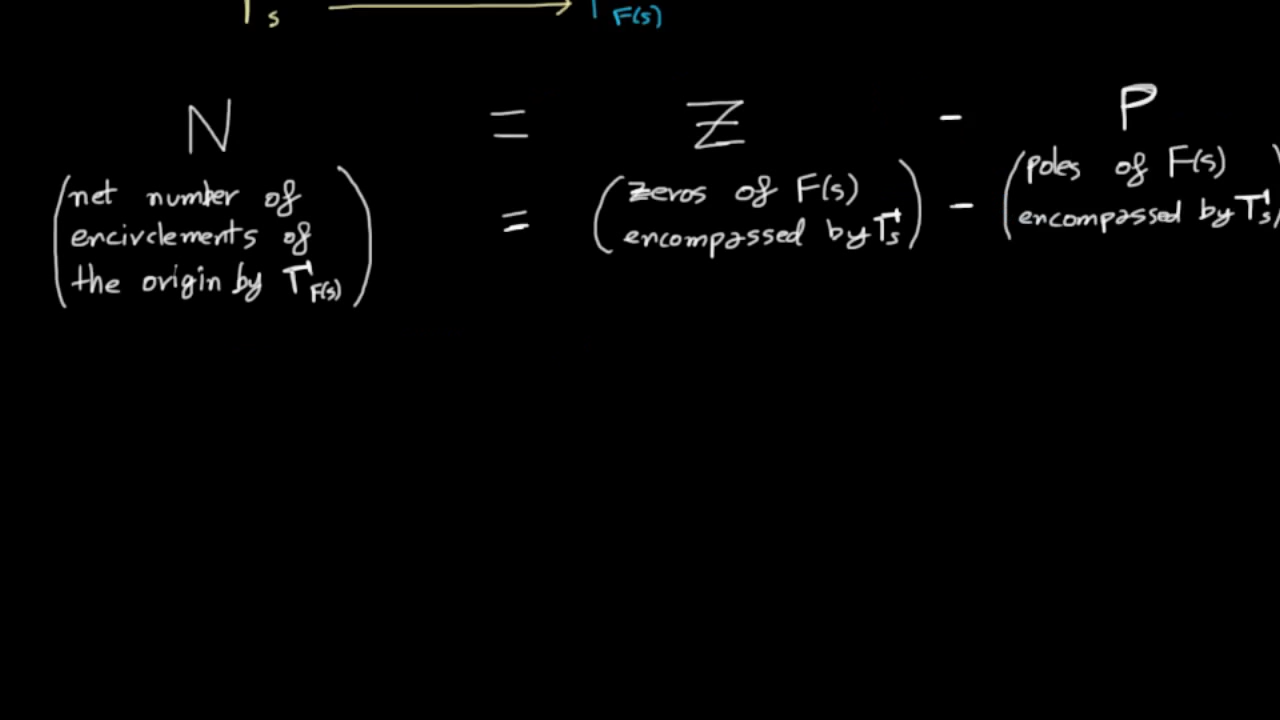 Γs ⟶ ΓF(s)
N = Z - P
(net number of encirvlements of the origin by ΓF(s)) = (zeros of F(s) encompassed by Γs) - (poles of F(s) encompassed by Γs)